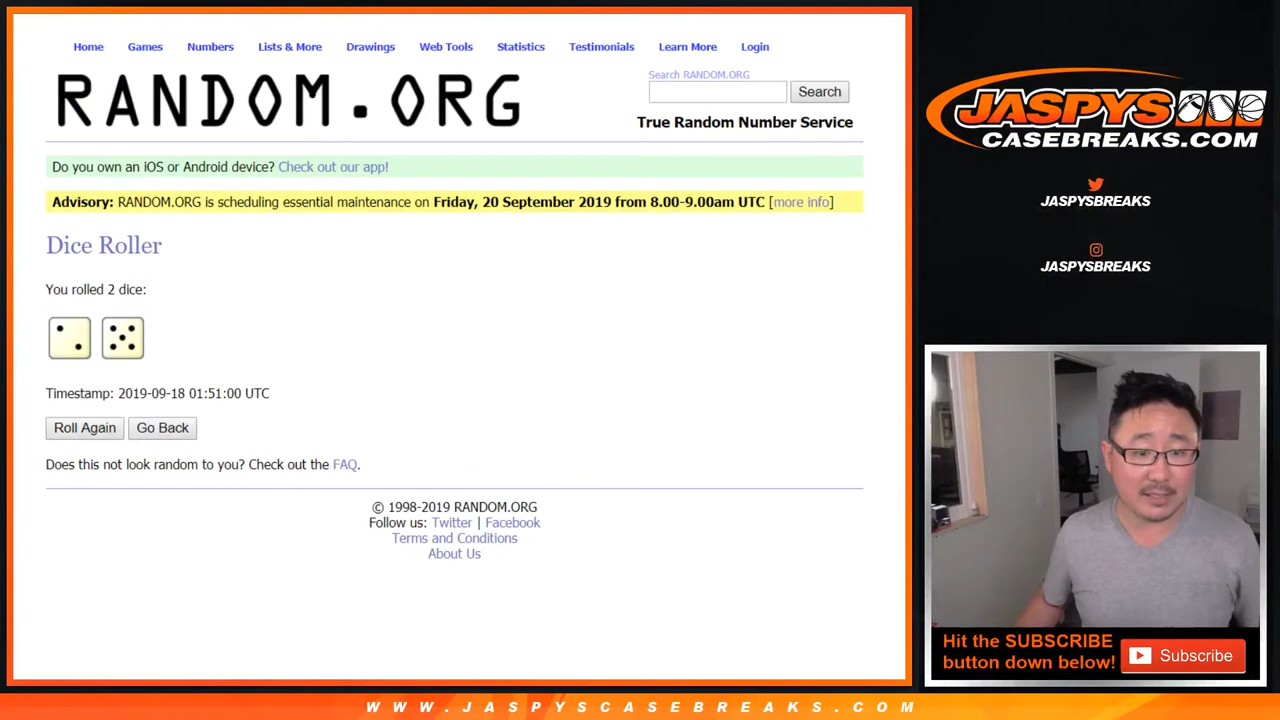 Home Games Numbers Lists & More Drawings Web Tools Statistics Testimonials Learn More Login
RANDOM.ORG
Search RANDOM.ORG
Search
True Random Number Service
Do you own an iOS or Android device? Check out our app!
Advisory: RANDOM.ORG is scheduling essential maintenance on Friday, 20 September 2019 from 8.00-9.00am UTC [more info]
Dice Roller
You rolled 2 dice:
Timestamp: 2019-09-18 01:51:00 UTC
Roll Again Go Back
Does this not look random to you? Check out the FAQ.
© 1998-2019 RANDOM.ORG
Follow us: Twitter | Facebook
Terms and Conditions
About Us
JASPYS
CASEBREAKS.COM
JASPYSBREAKS
JASPYSBREAKS
Hit the SUBSCRIBE
button down below!
Subscribe
WWW.JASPYSCASEBREAKS.COM